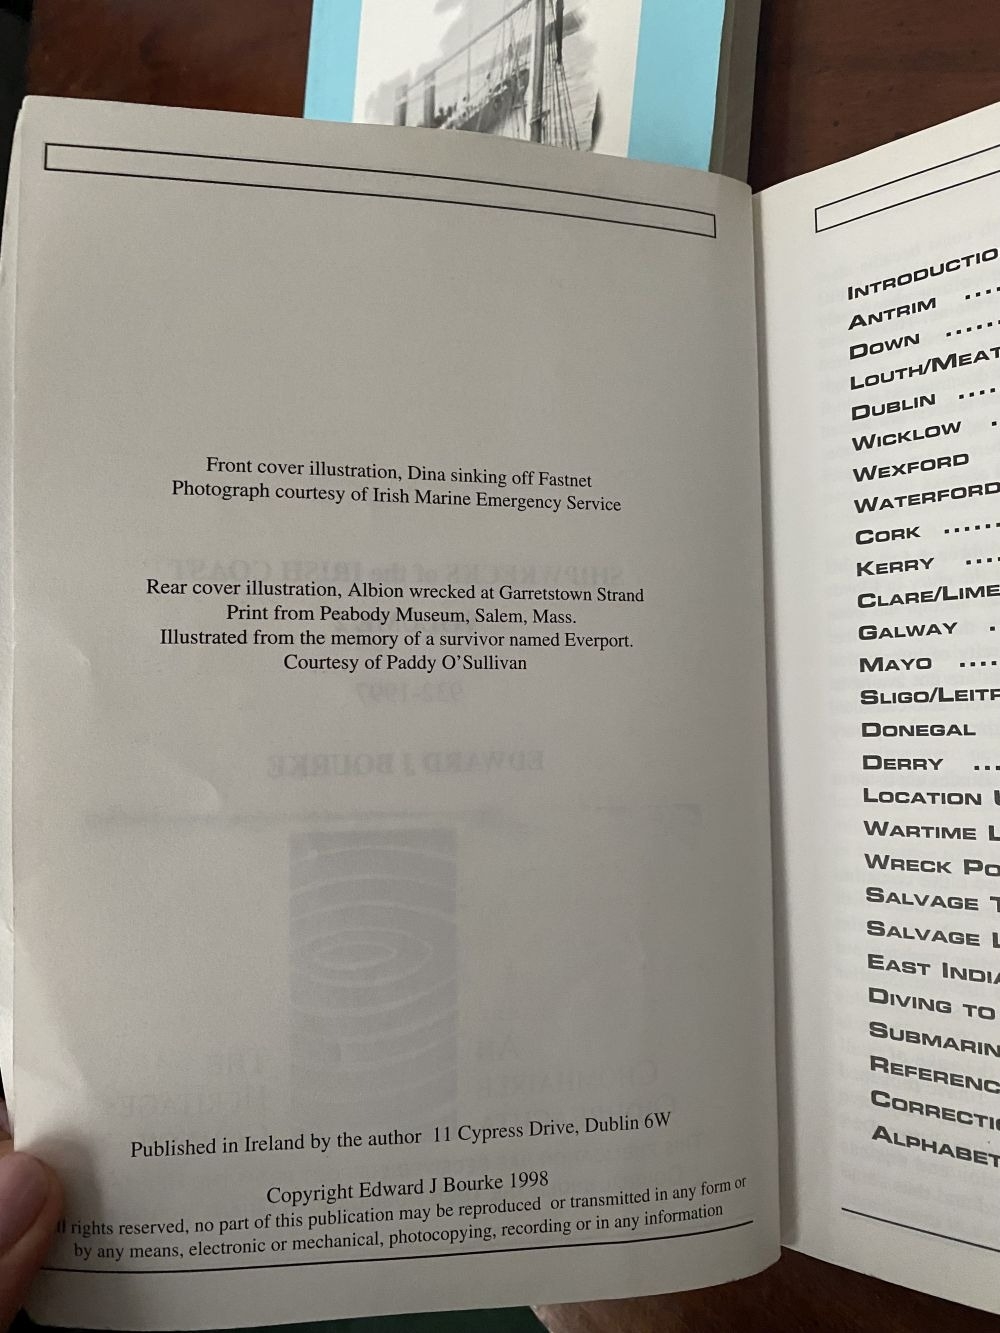 Front cover illustration, Dina sinking off Fastnet
Photograph courtesy of Irish Marine Emergency Service
Rear cover illustration, Albion wrecked at Garretstown Strand
Print from Peabody Museum, Salem, Mass.
Illustrated from the memory of a survivor named Everport.
Courtesy of Paddy O'Sullivan
Published in Ireland by the author 11 Cypress Drive, Dublin 6W
Copyright Edward J Bourke 1998
ll rights reserved, no part of this publication may be reproduced or transmitted in any form or
by any means, electronic or mechanical, photocopying, recording or in any information
INTRODUCTIO
ANTRIM ....
DOWN ......
LOUTH/MEAT
DUBLIN ....
WICKLOW .
WEXFORD
WATERFORD
CORK ......
KERRY ....
CLARE/LIME
GALWAY .
MAYO ....
SLIGO/LEITR
DONEGAL
DERRY ...
LOCATION
WARTIME L
WRECK PO
SALVAGE T
SALVAGE L
EAST INDIA
DIVING TO
SUBMARIN
REFERENC
CORRECTIO
ALPHABET